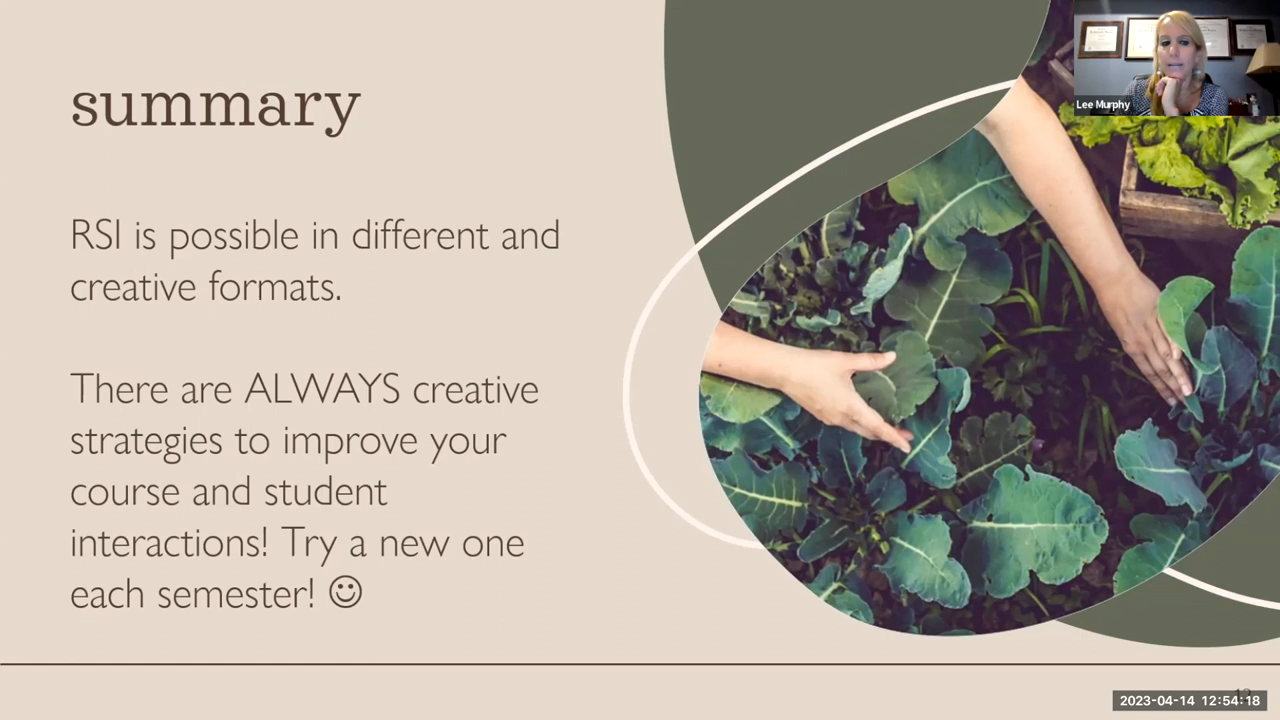 summary
RSI is possible in different and
creative formats.
There are ALWAYS creative
strategies to improve your
course and student
interactions! Try a new one
each semester! ☺
Lee Murphy
2023-04-14 12:54:18